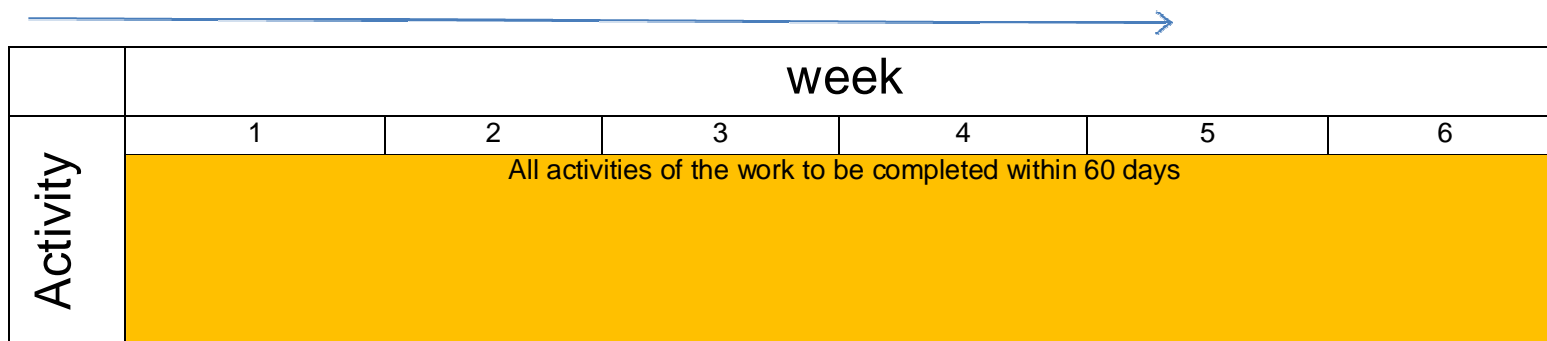 week
1 2 3 4 5 6
All activities of the work to be completed within 60 days
Activity